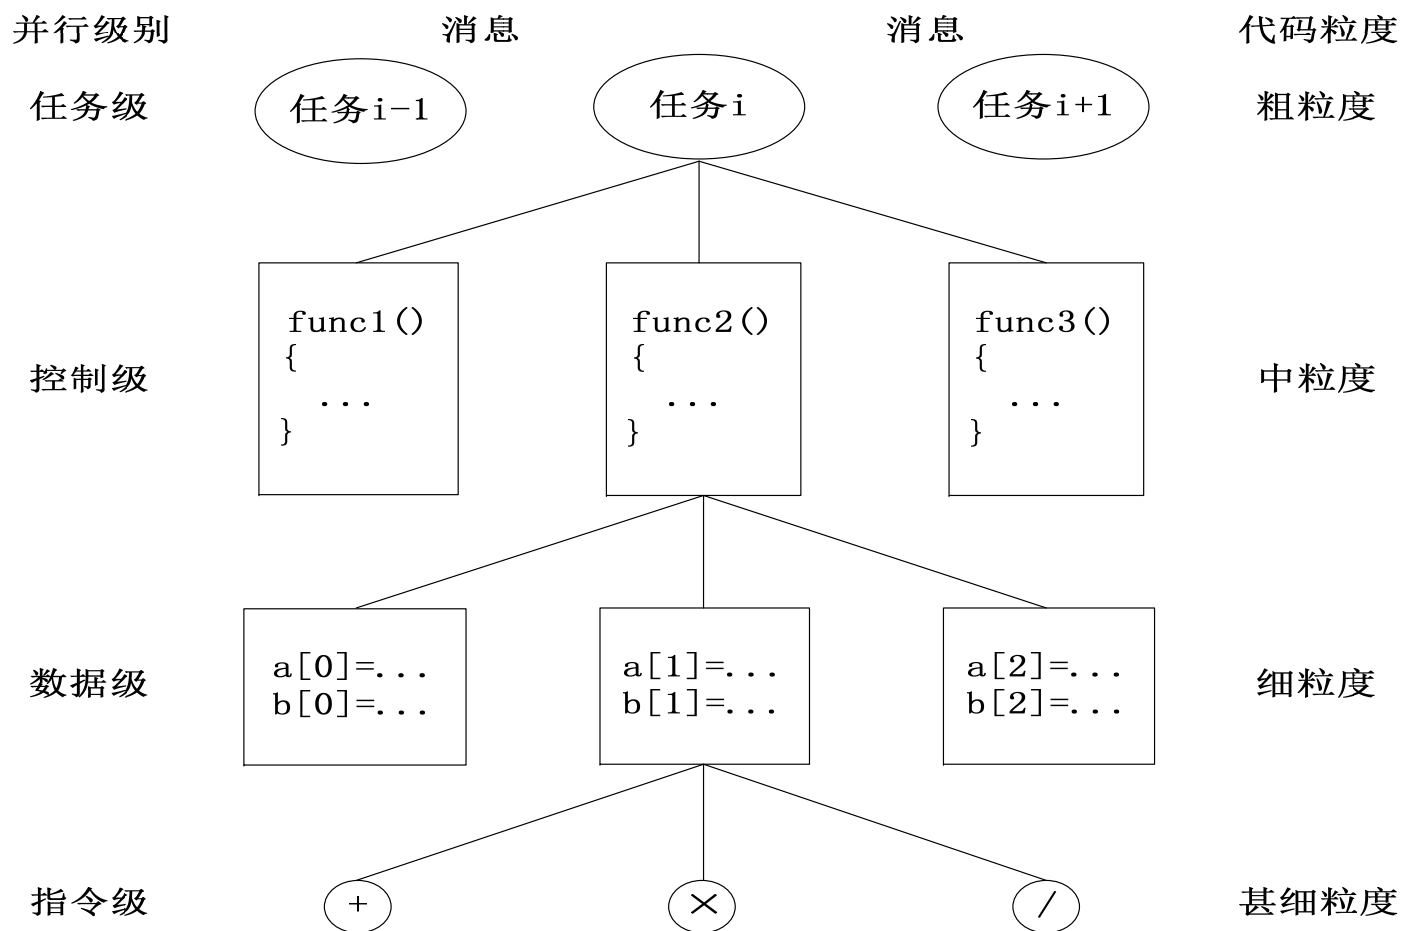 并行级别 消息 消息 代码粒度
任务级 任务i-1 任务i 任务i+1 粗粒度
func1() func2() func3()
{ { {
控制级 中粒度
... ... ...
} } }
a[0]=... a[1]=... a[2]=...
数据级 细粒度
b[0]=... b[1]=... b[2]=...
指令级 + × / 甚细粒度